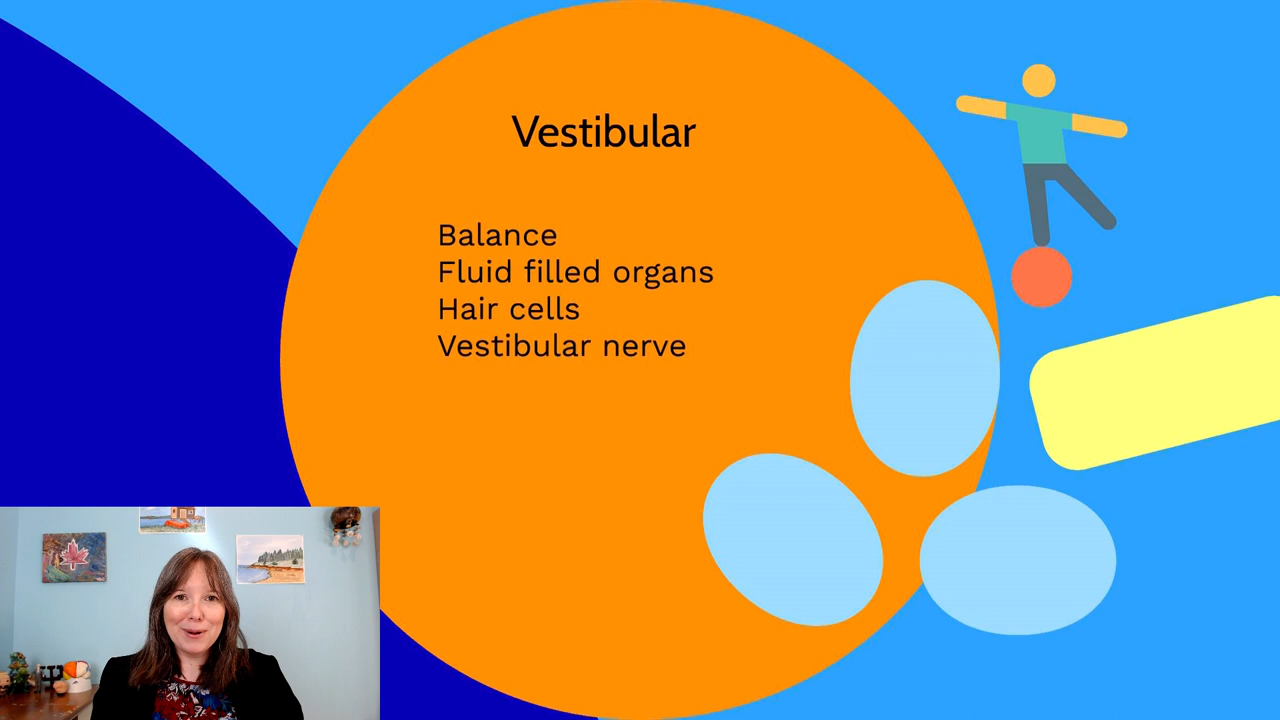 Vestibular
Balance
Fluid filled organs
Hair cells
Vestibular nerve